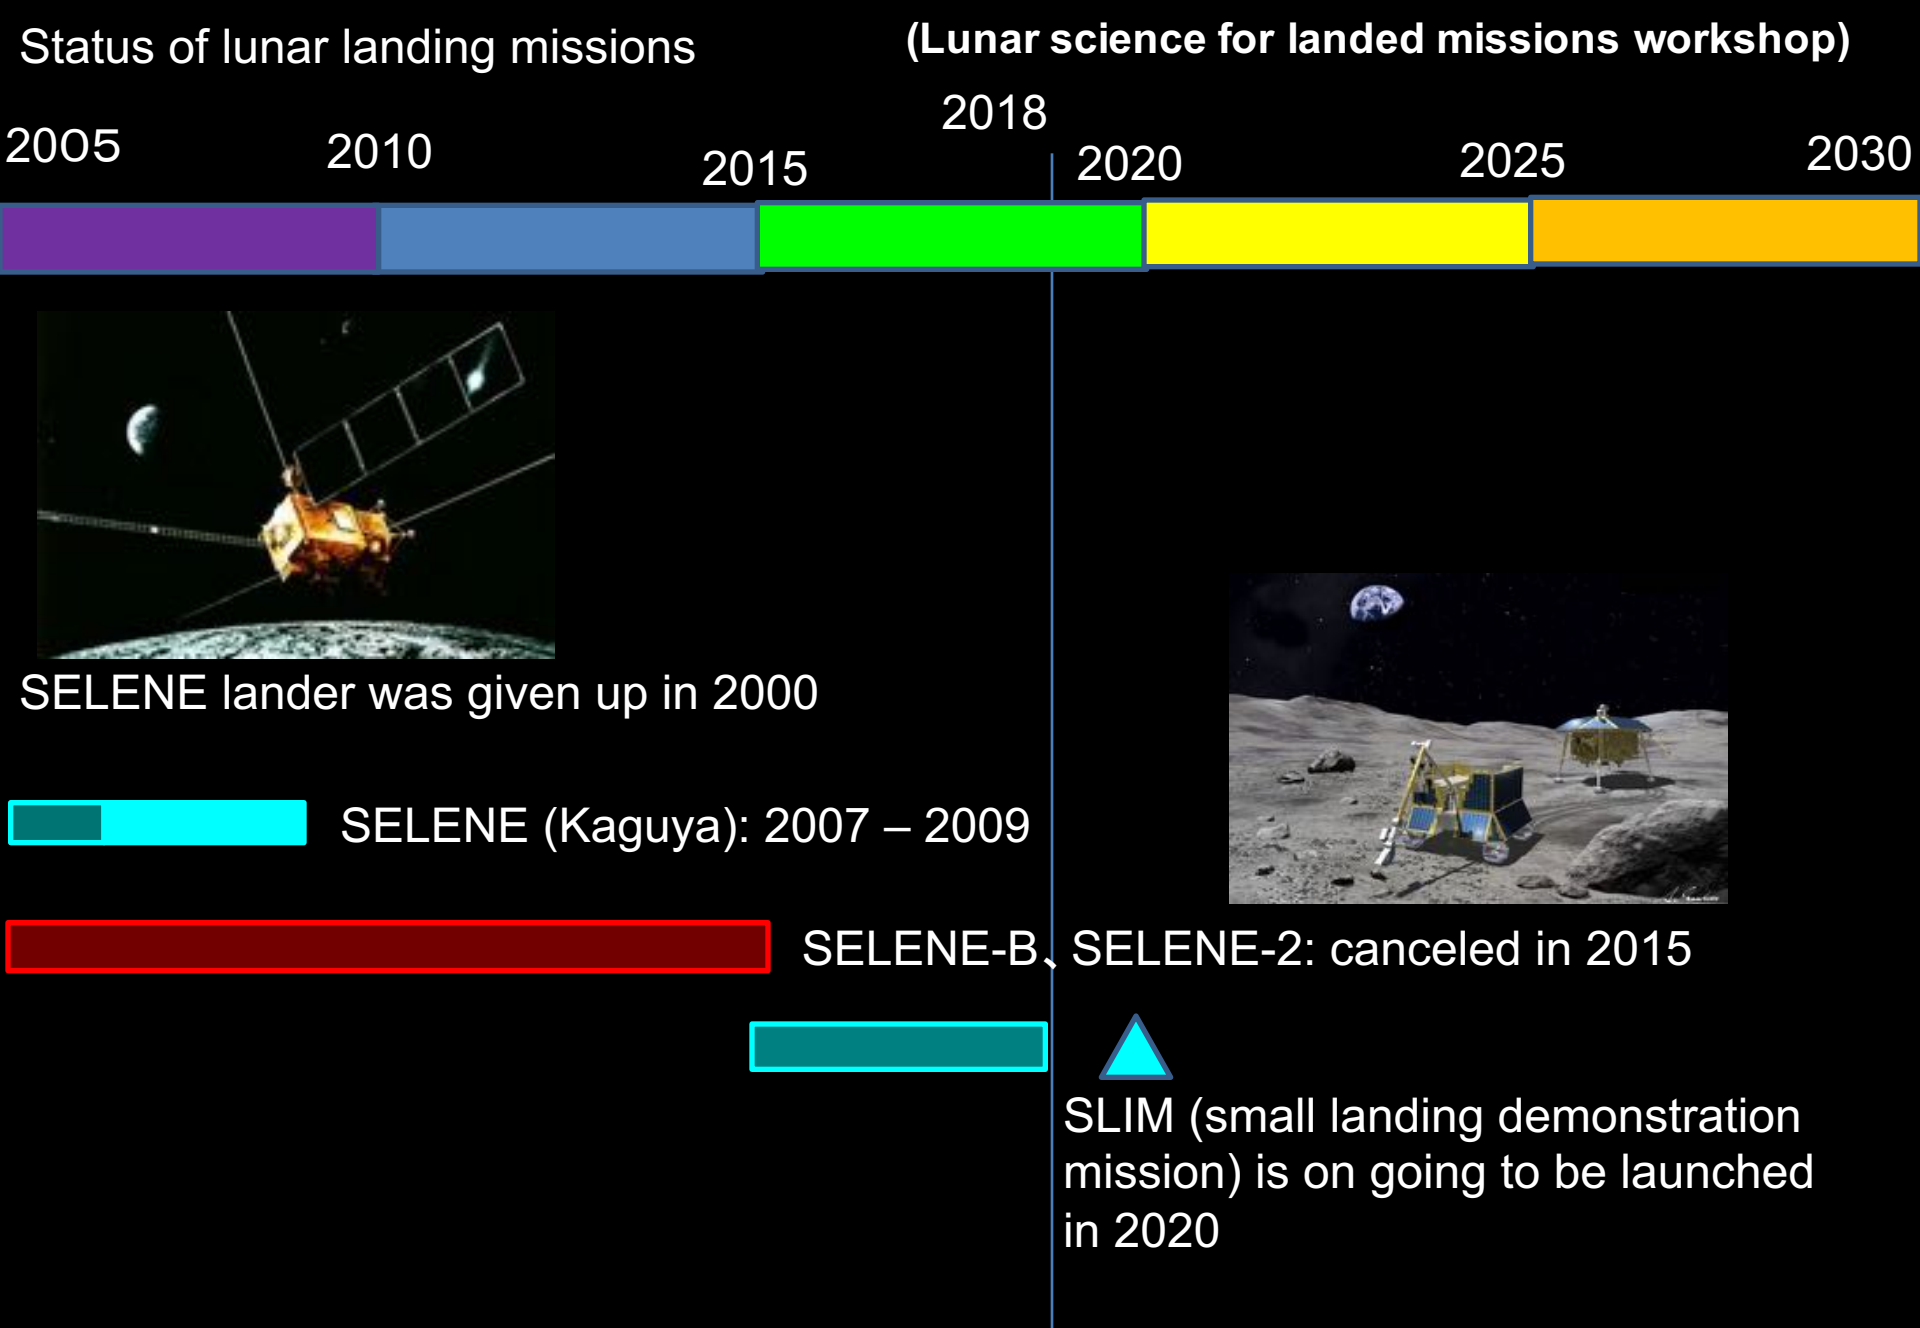 Status of lunar landing missions
(Lunar science for landed missions workshop)
2018
2005
2010
2015
2020
2025
2030
SELENE lander was given up in 2000
SELENE (Kaguya): 2007 – 2009
SELENE-B、SELENE-2: canceled in 2015
SLIM (small landing demonstration
mission) is on going to be launched
in 2020